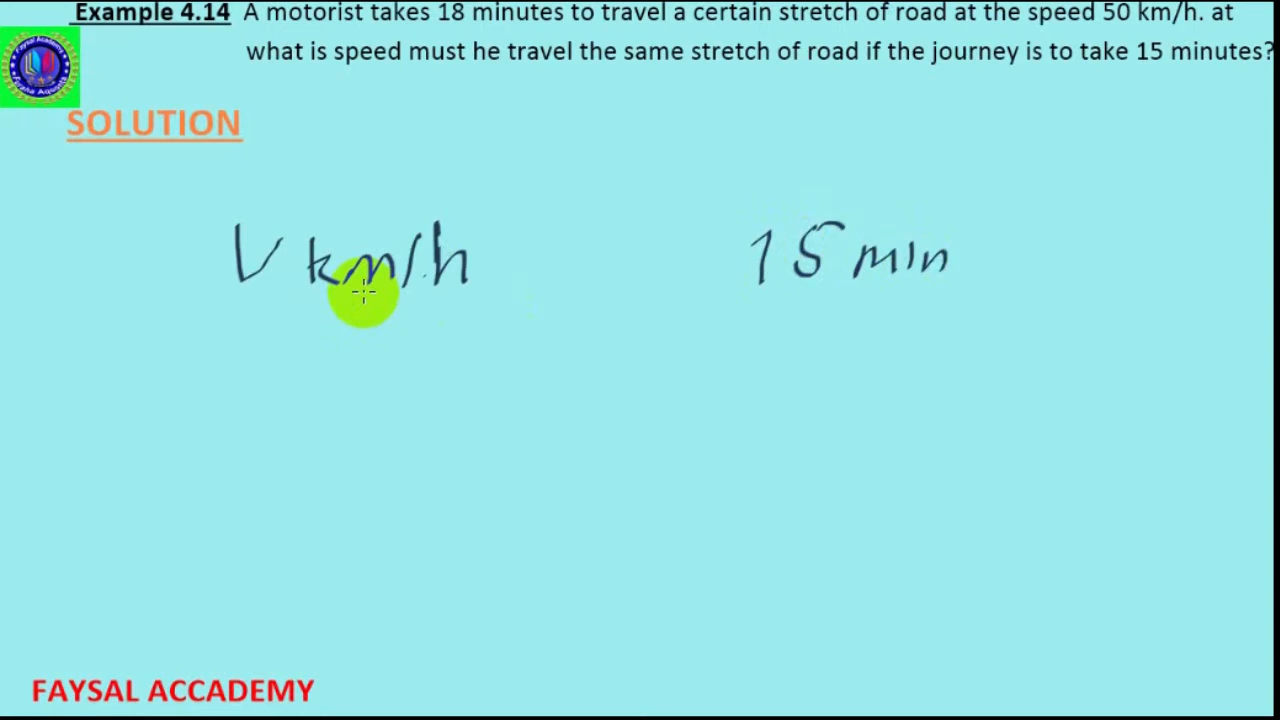 Example 4.14 A motorist takes 18 minutes to travel a certain stretch of road at the speed 50 km/h. at
what is speed must he travel the same stretch of road if the journey is to take 15 minutes?
Faysal Academy
SOLUTION
V km/h 15 min
FAYSAL ACCADEMY